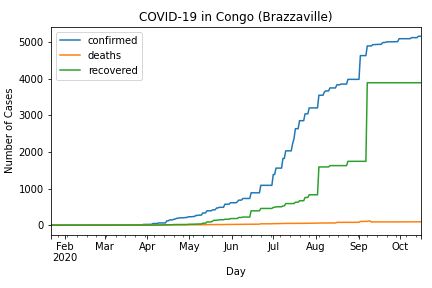 COVID-19 in Congo (Brazzaville)
confirmed
deaths
recovered
Number of Cases
5000
4000
3000
2000
1000
0
Feb Mar Apr May Jun Jul Aug Sep Oct
2020
Day